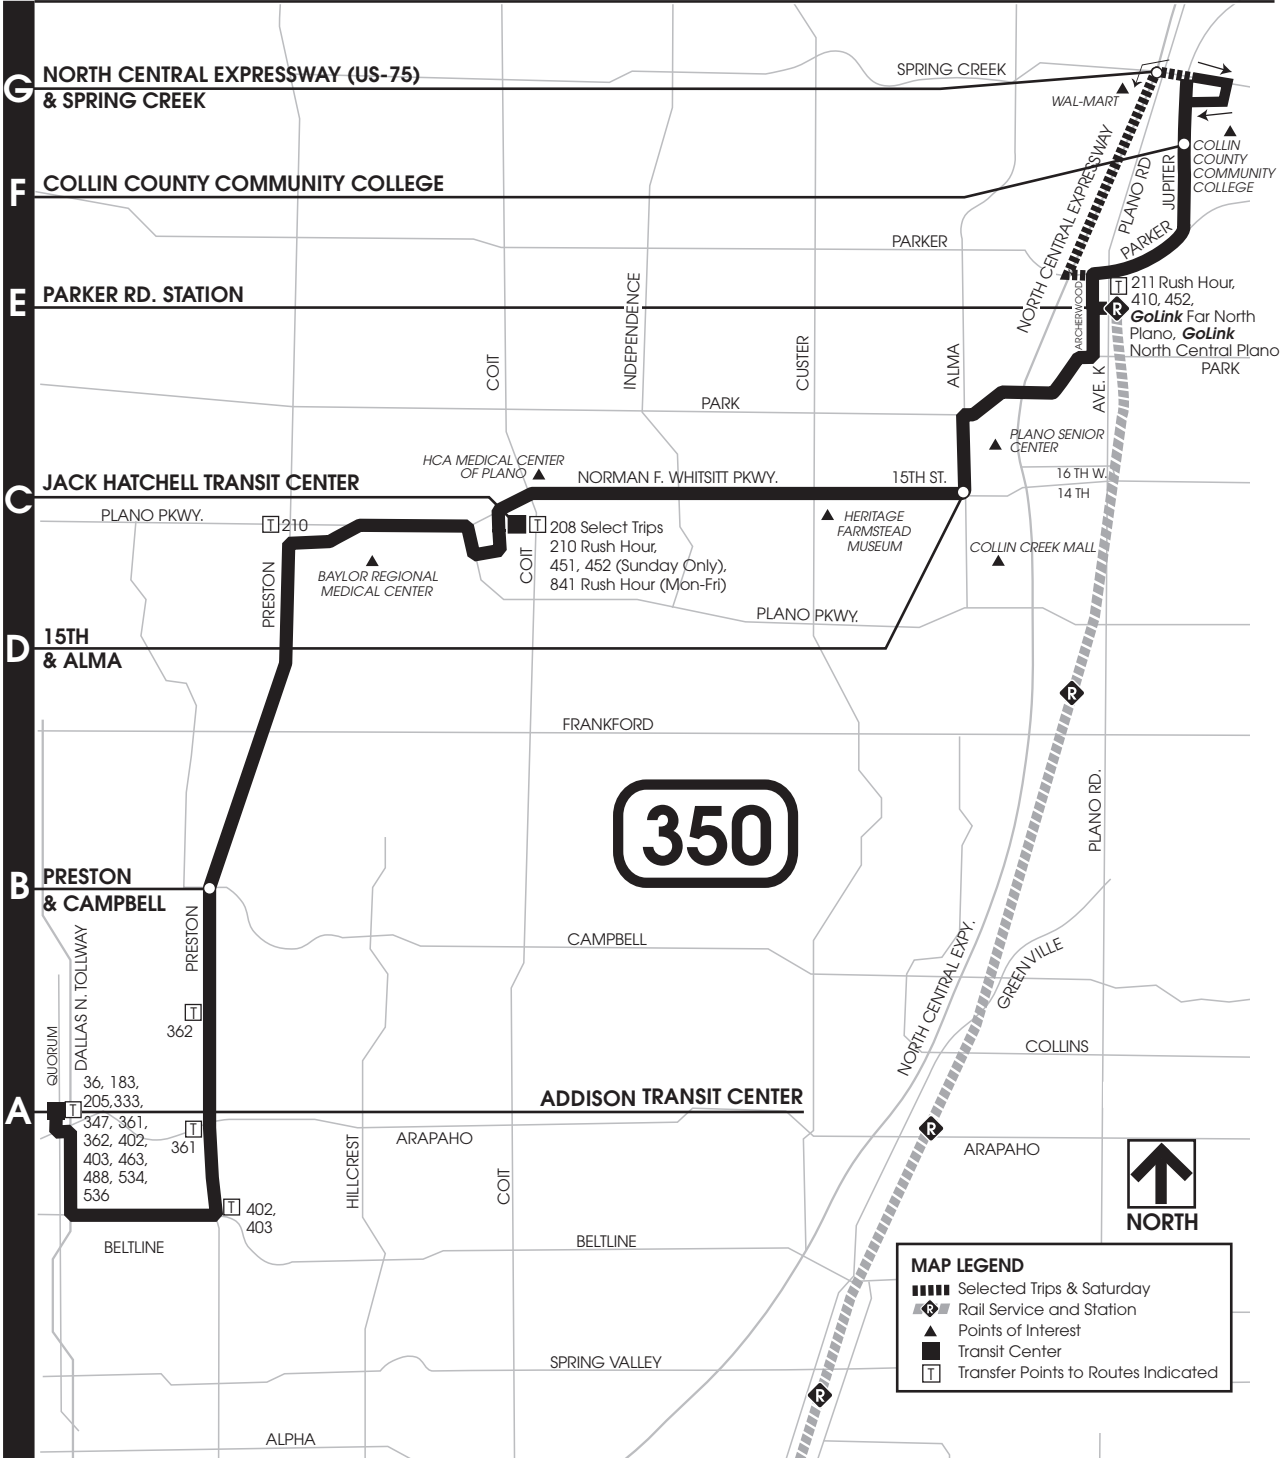 G
NORTH CENTRAL EXPRESSWAY (US-75)
& SPRING CREEK
SPRING CREEK
WAL-MART
COLLIN
COUNTY
COMMUNITY
COLLEGE
F
COLLIN COUNTY COMMUNITY COLLEGE
NORTH CENTRAL EXPRESSWAY
PLANO RD
JUPITER
PARKER
PARKER
E
PARKER RD. STATION
T
211 Rush Hour,
410, 452,
GoLink Far North
Plano, GoLink
North Central Plano
R
ARCHERWOOD
PARK
AVE. K
COIT
INDEPENDENCE
CUSTER
ALMA
PARK
PLANO SENIOR
CENTER
HCA MEDICAL CENTER
OF PLANO
C
JACK HATCHELL TRANSIT CENTER
NORMAN F. WHITSITT PKWY.
15TH ST.
16 TH W.
14 TH
PLANO PKWY.
T 210
T
208 Select Trips
210 Rush Hour,
451, 452 (Sunday Only),
841 Rush Hour (Mon-Fri)
COIT
HERITAGE
FARMSTEAD
MUSEUM
COLLIN CREEK MALL
BAYLOR REGIONAL
MEDICAL CENTER
PRESTON
PLANO PKWY.
D
15TH
& ALMA
R
FRANKFORD
350
PLANO RD.
B
PRESTON
& CAMPBELL
PRESTON
CAMPBELL
DALLAS N. TOLLWAY
NORTH CENTRAL EXPY.
GREENVILLE
T
362
QUORUM
COLLINS
A
ADDISON TRANSIT CENTER
T
36, 183,
205,333,
347, 361,
362, 402,
403, 463,
488, 534,
536
T
361
ARAPAHO
R
ARAPAHO
HILLCREST
COIT
T
402,
403
NORTH
BELTLINE
BELTLINE
MAP LEGEND
Selected Trips & Saturday
R Rail Service and Station
Points of Interest
Transit Center
T Transfer Points to Routes Indicated
SPRING VALLEY
R
ALPHA